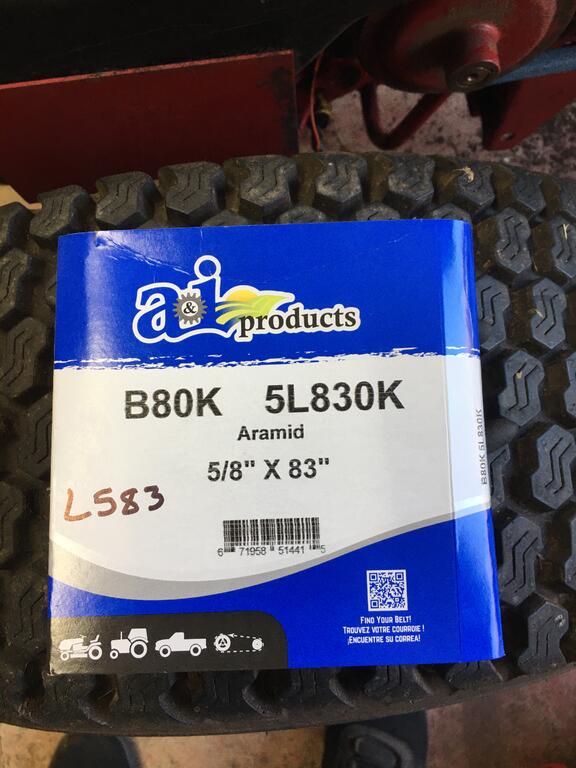 a&i products
B80K 5L830K
Aramid
5/8" X 83"
L583
6 71958 51441 5
FIND YOUR BELT!
TROUVEZ VOTRE COURROIE !
¡ENCUENTRE SU CORREA!
B80K 5L830K